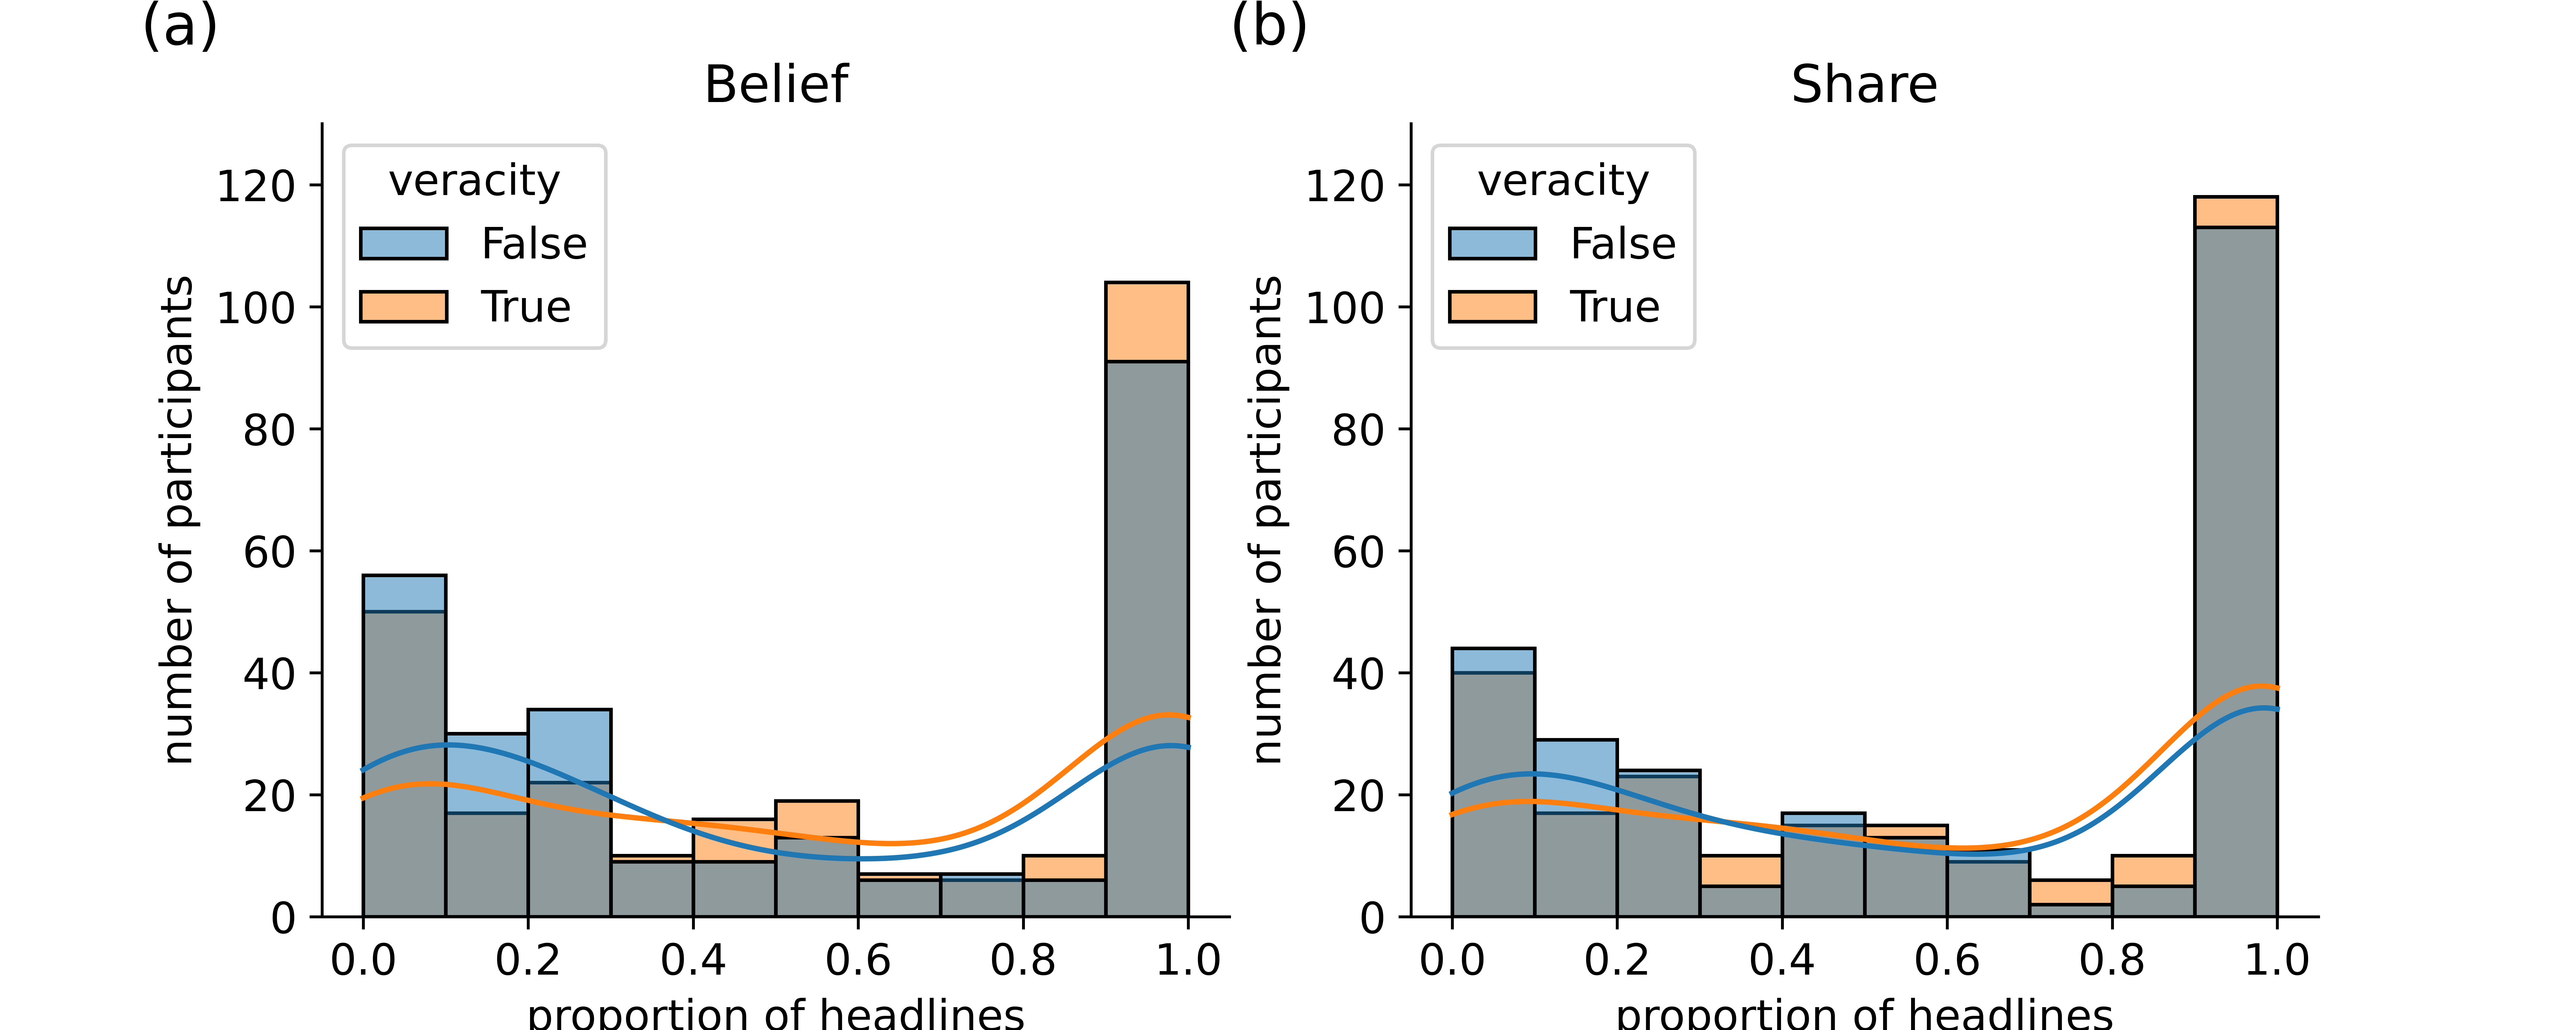 (a)
Belief
number of participants
120
100
80
60
40
20
0
veracity
False
True
0.0 0.2 0.4 0.6 0.8 1.0
proportion of headlines
(b)
Share
number of participants
120
100
80
60
40
20
0
veracity
False
True
0.0 0.2 0.4 0.6 0.8 1.0
proportion of headlines